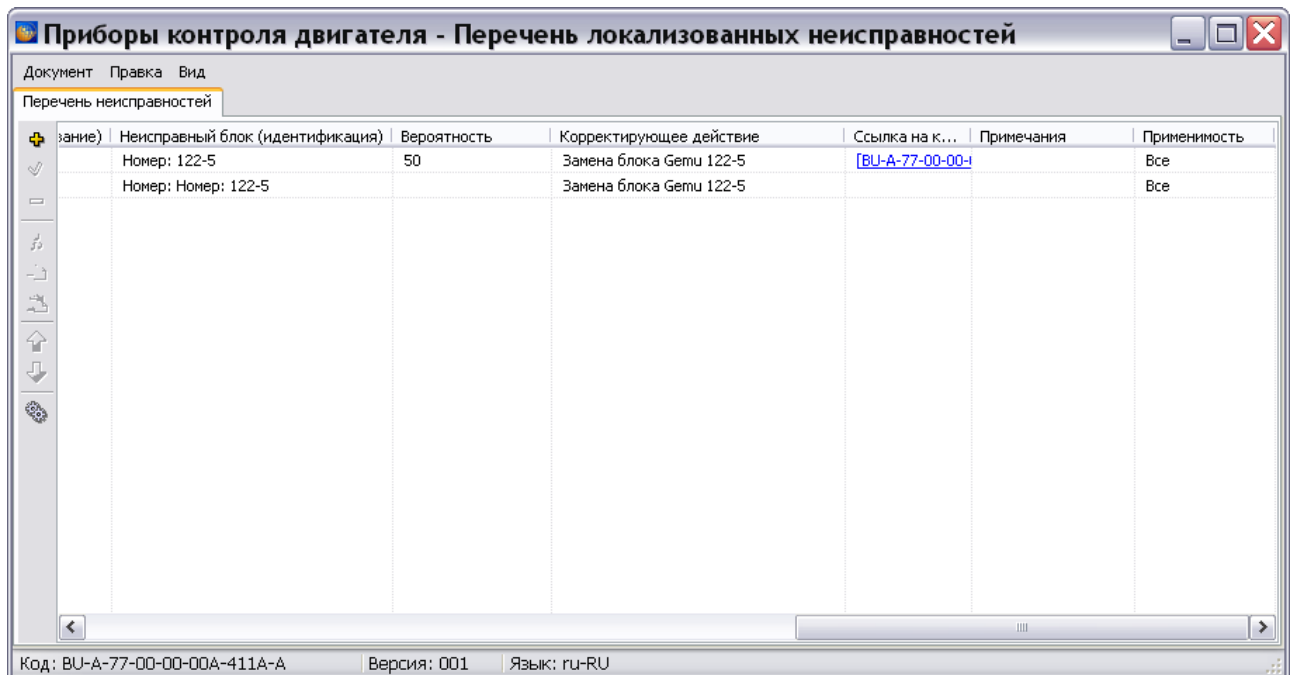 Приборы контроля двигателя - Перечень локализованных неисправностей
Документ Правка Вид
Перечень неисправностей
зание) Неисправный блок (идентификация) Вероятность Корректирующее действие Ссылка на к... Примечания Применимость
Номер: 122-5 50 Замена блока Gemu 122-5 [BU-A-77-00-00- Все
Номер: Номер: 122-5 Замена блока Gemu 122-5 Все
Код: BU-A-77-00-00-00A-411A-A Версия: 001 Язык: ru-RU